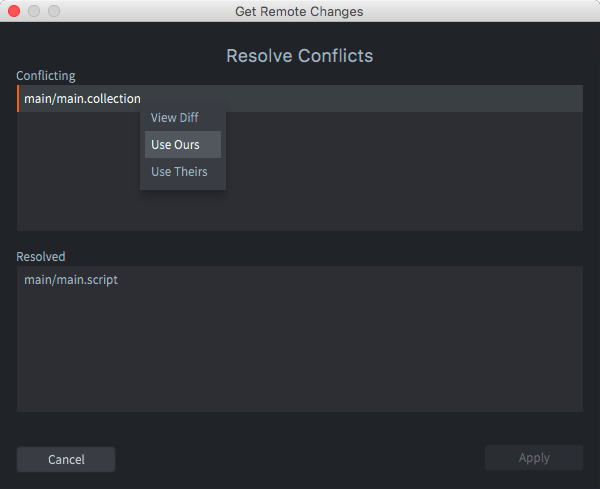 Get Remote Changes
Resolve Conflicts
Conflicting
main/main.collection
View Diff
Use Ours
Use Theirs
Resolved
main/main.script
Cancel
Apply